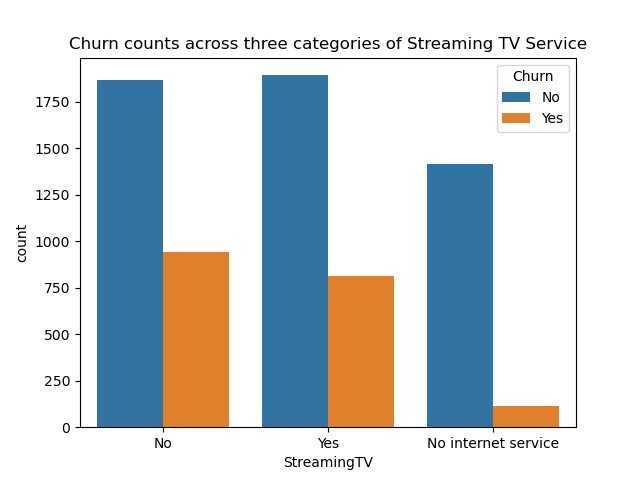 Churn counts across three categories of Streaming TV Service
Churn
No
Yes
count
1750
1500
1250
1000
750
500
250
0
No
Yes
No internet service
StreamingTV